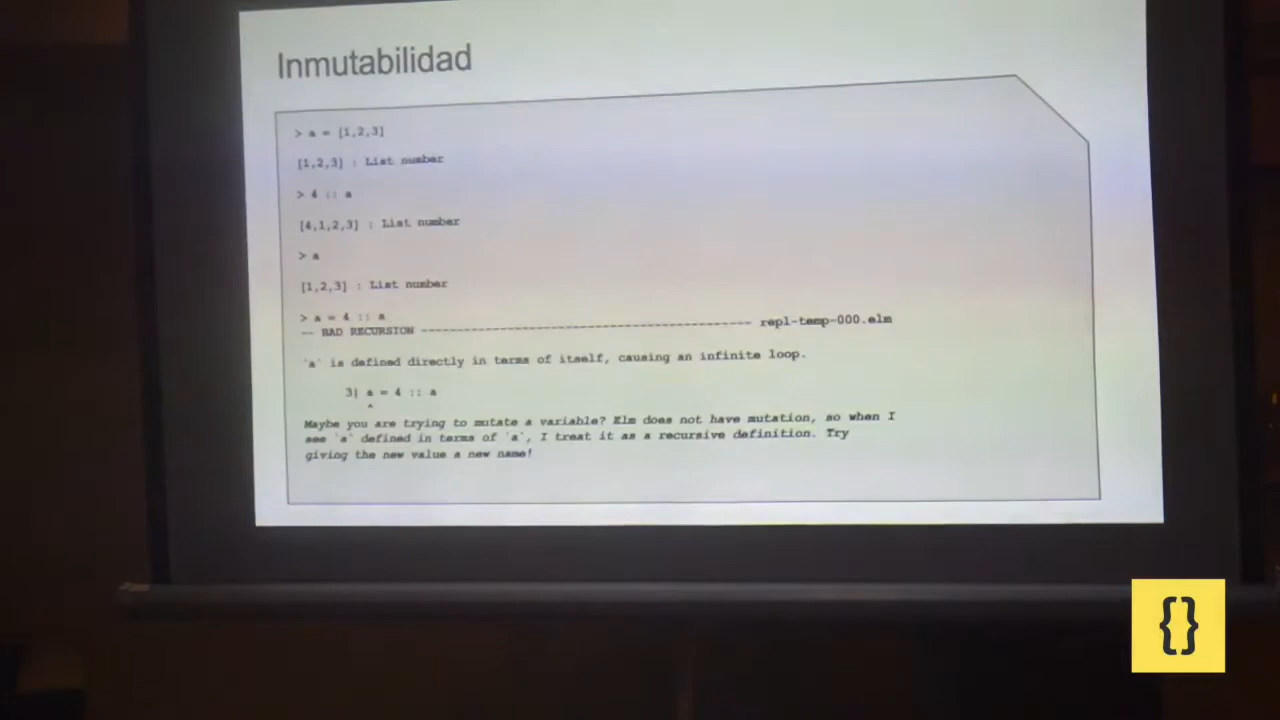 Inmutabilidad
> a = [1,2,3]
[1,2,3] : List number
> 4 :: a
[4,1,2,3] : List number
> a
[1,2,3] : List number
> a = 4 :: a
-- BAD RECURSION --------------------------------------------- repl-temp-000.elm
`a` is defined directly in terms of itself, causing an infinite loop.
3| a = 4 :: a
^
Maybe you are trying to mutate a variable? Elm does not have mutation, so when I
see `a` defined in terms of `a`, I treat it as a recursive definition. Try
giving the new value a new name!
{}